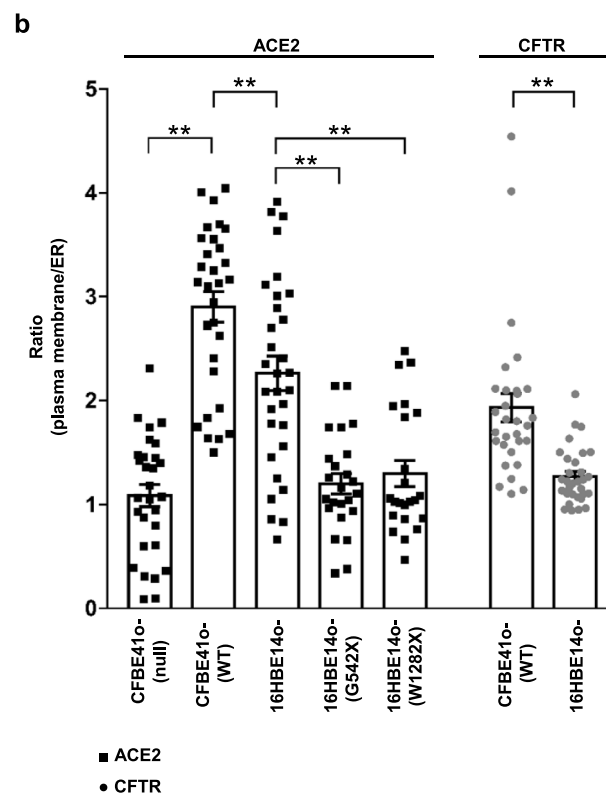 b
ACE2
CFTR
5
4
3
2
1
0
Ratio
(plasma membrane/ER)
**
**
**
**
**
CFBE41o-
(null)
CFBE41o-
(WT)
16HBE14o-
16HBE14o-
(G542X)
16HBE14o-
(W1282X)
CFBE41o-
(WT)
16HBE14o-
ACE2
CFTR